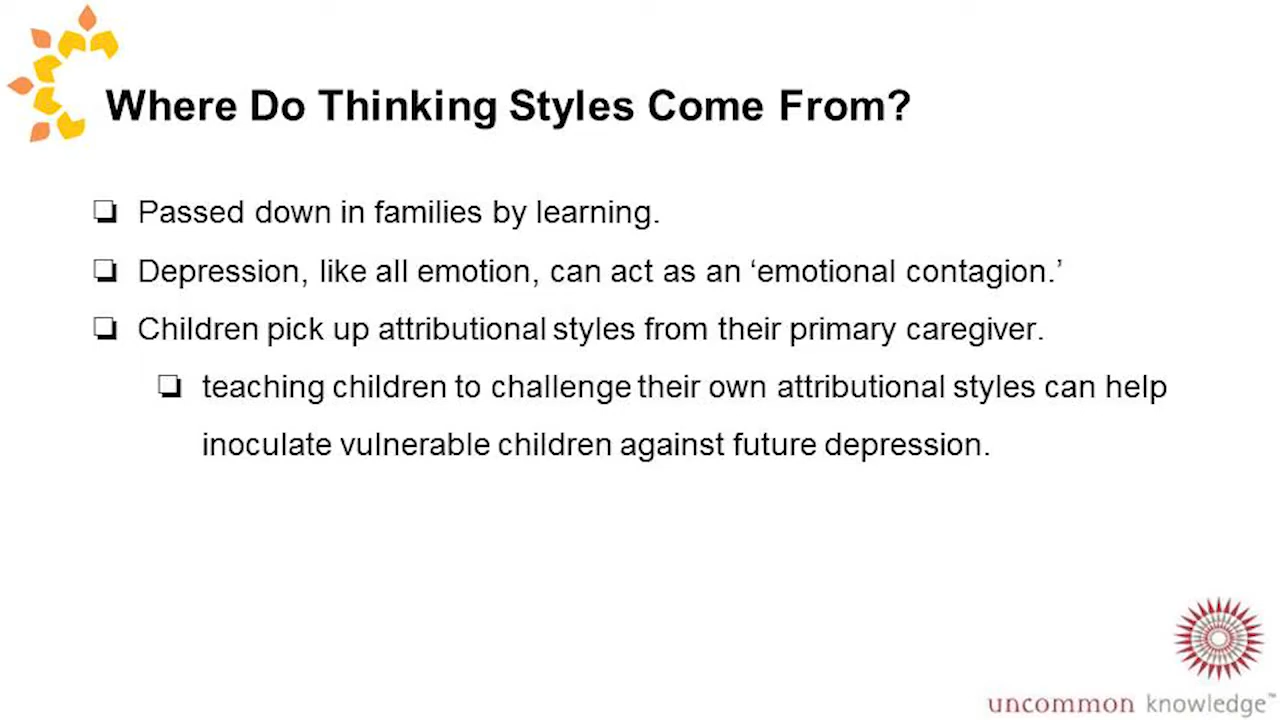 Where Do Thinking Styles Come From?
❑ Passed down in families by learning.
❑ Depression, like all emotion, can act as an ‘emotional contagion.’
❑ Children pick up attributional styles from their primary caregiver.
❑ teaching children to challenge their own attributional styles can help
inoculate vulnerable children against future depression.
uncommon knowledge™